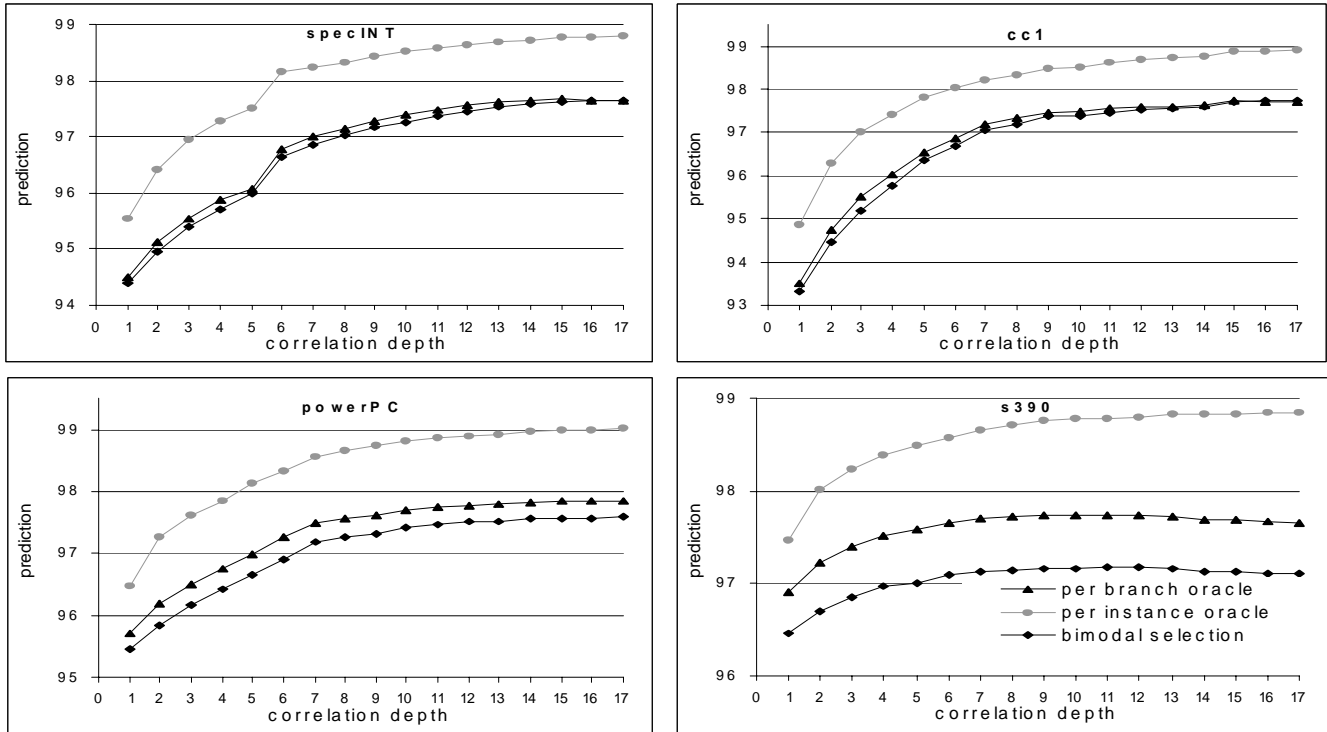 specINT
99
98
97
96
95
94
prediction
0 1 2 3 4 5 6 7 8 9 10 11 12 13 14 15 16 17
correlation depth
cc1
99
98
97
96
95
94
93
prediction
0 1 2 3 4 5 6 7 8 9 10 11 12 13 14 15 16 17
correlation depth
powerPC
99
98
97
96
95
prediction
0 1 2 3 4 5 6 7 8 9 10 11 12 13 14 15 16 17
correlation depth
s390
99
98
97
96
prediction
per branch oracle
per instance oracle
bimodal selection
0 1 2 3 4 5 6 7 8 9 10 11 12 13 14 15 16 17
correlation depth